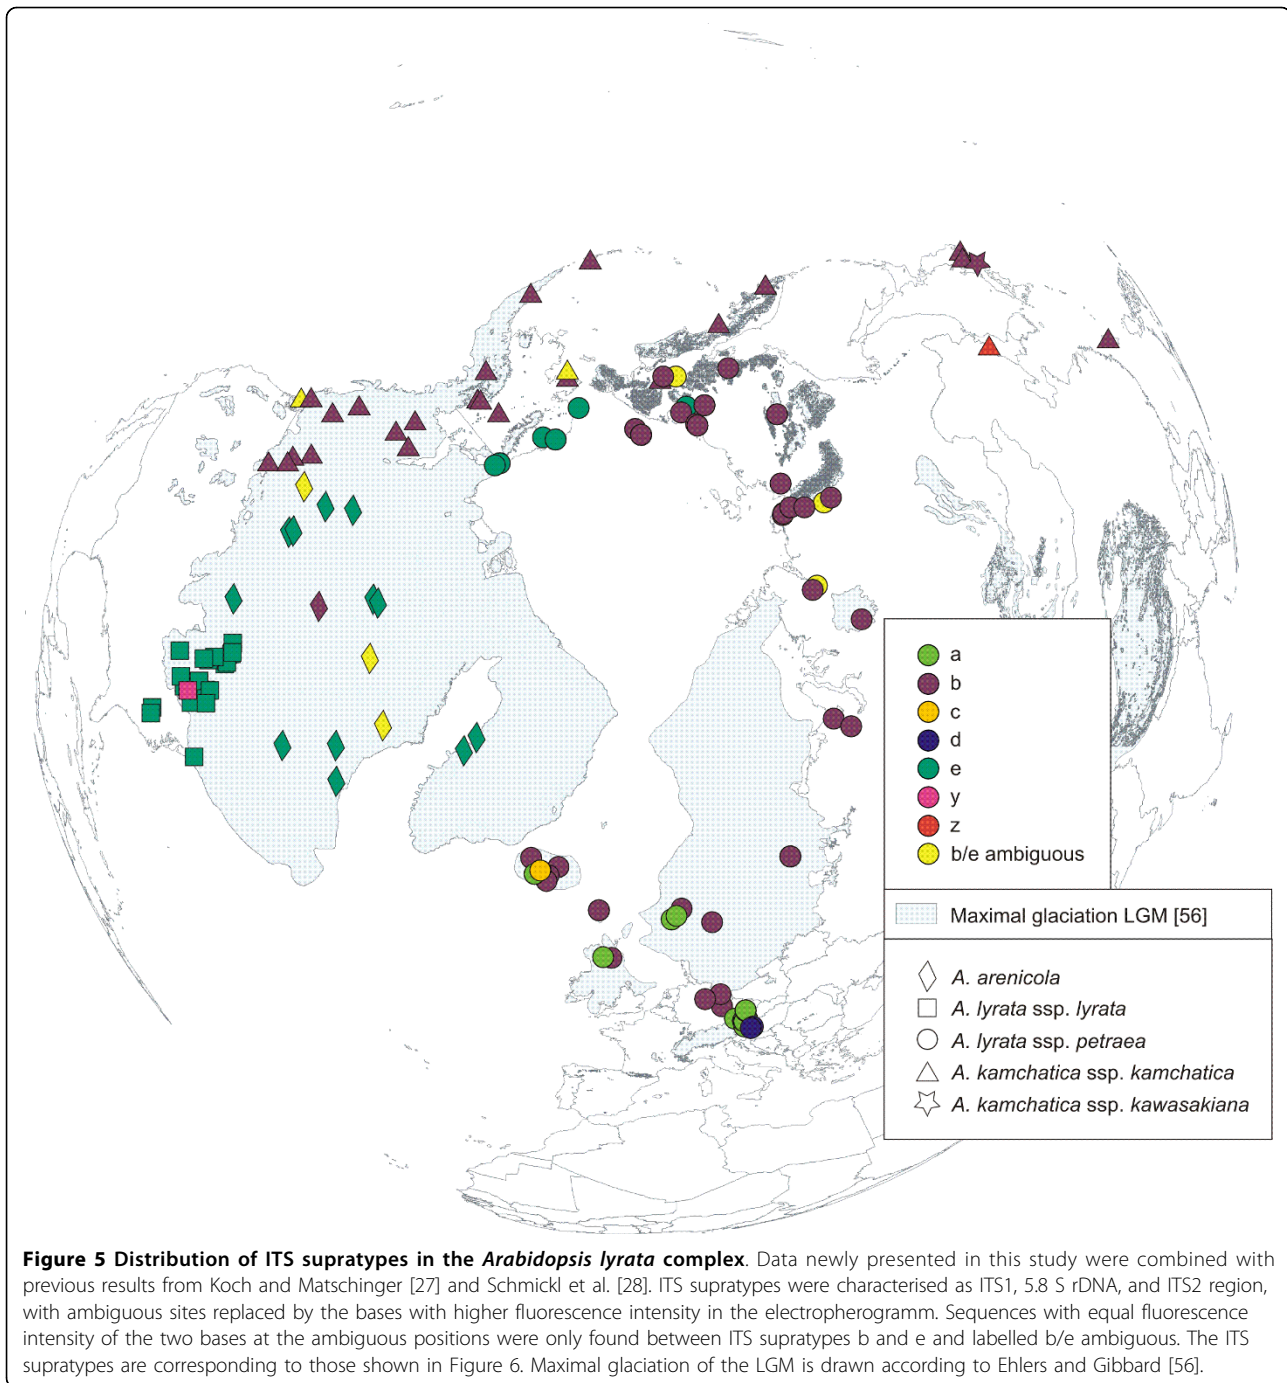 a
b
c
d
e
y
z
b/e ambiguous
Maximal glaciation LGM [56]
A. arenicola
A. lyrata ssp. lyrata
A. lyrata ssp. petraea
A. kamchatica ssp. kamchatica
A. kamchatica ssp. kawasakiana
Figure 5 Distribution of ITS supratypes in the Arabidopsis lyrata complex. Data newly presented in this study were combined with
previous results from Koch and Matschinger [27] and Schmickl et al. [28]. ITS supratypes were characterised as ITS1, 5.8 S rDNA, and ITS2 region,
with ambiguous sites replaced by the bases with higher fluorescence intensity in the electropherogramm. Sequences with equal fluorescence
intensity of the two bases at the ambiguous positions were only found between ITS supratypes b and e and labelled b/e ambiguous. The ITS
supratypes are corresponding to those shown in Figure 6. Maximal glaciation of the LGM is drawn according to Ehlers and Gibbard [56].